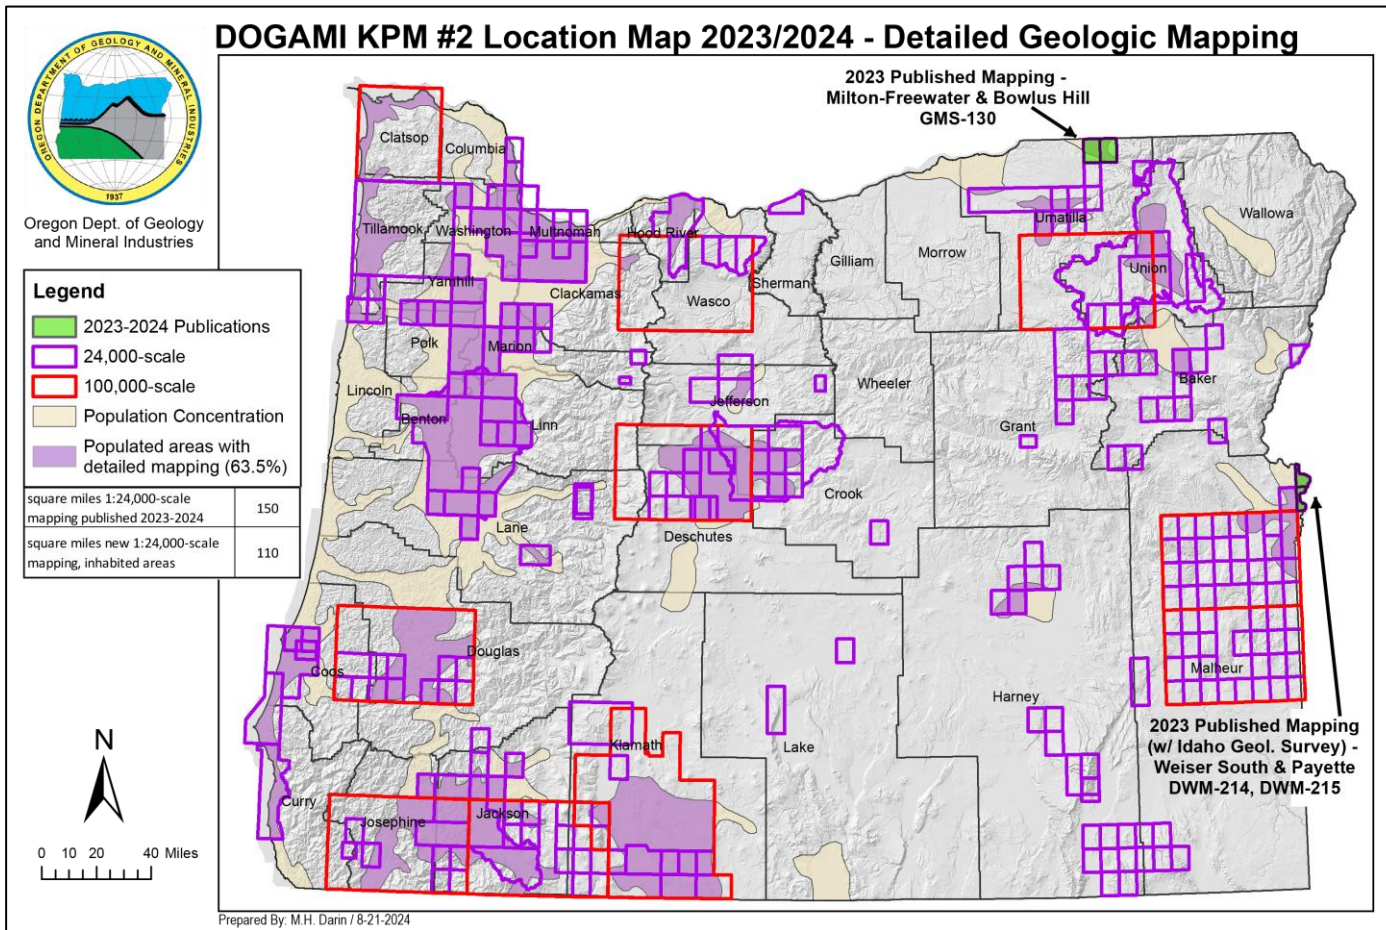 DOGAMI KPM #2 Location Map 2023/2024 - Detailed Geologic Mapping
OREGON DEPARTMENT OF GEOLOGY AND MINERAL INDUSTRIES
1937
Oregon Dept. of Geology
and Mineral Industries
Legend
2023-2024 Publications
24,000-scale
100,000-scale
Population Concentration
Populated areas with
detailed mapping (63.5%)
square miles 1:24,000-scale
mapping published 2023-2024
150
square miles new 1:24,000-scale
mapping, inhabited areas
110
2023 Published Mapping -
Milton-Freewater & Bowlus Hill
GMS-130
Clatsop
Columbia
Tillamook
Washington
Multnomah
Hood River
Umatilla
Wallowa
Yamhill
Clackamas
Wasco
Sherman
Gilliam
Morrow
Union
Polk
Marion
Lincoln
Jefferson
Wheeler
Baker
Benton
Linn
Grant
Crook
Lane
Deschutes
Douglas
Coos
Malheur
Harney
Klamath
Lake
Curry
Josephine
Jackson
2023 Published Mapping
(w/ Idaho Geol. Survey) -
Weiser South & Payette
DWM-214, DWM-215
N
0 10 20 40 Miles
Prepared By: M.H. Darin / 8-21-2024